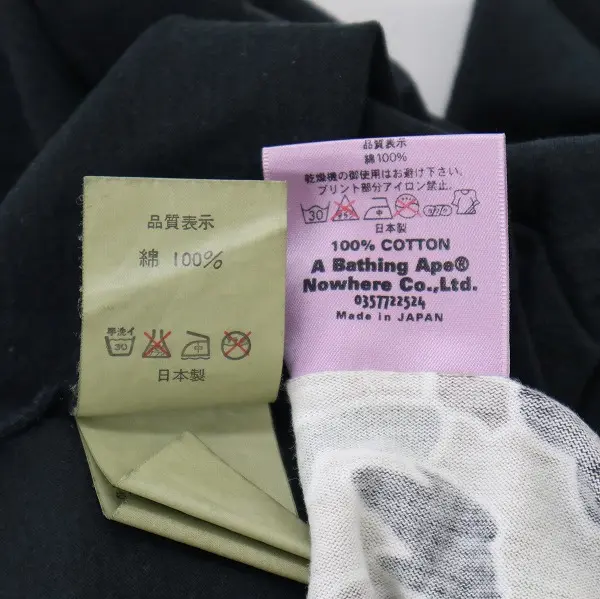 品質表示
綿 100%
手洗イ
30
中
日本製
品質表示
綿100%
乾燥機の御使用はお避け下さい。
プリント部分アイロン禁止。
30
中
日本製
100% COTTON
A Bathing Ape®
Nowhere Co.,Ltd.
0357722524
Made in JAPAN